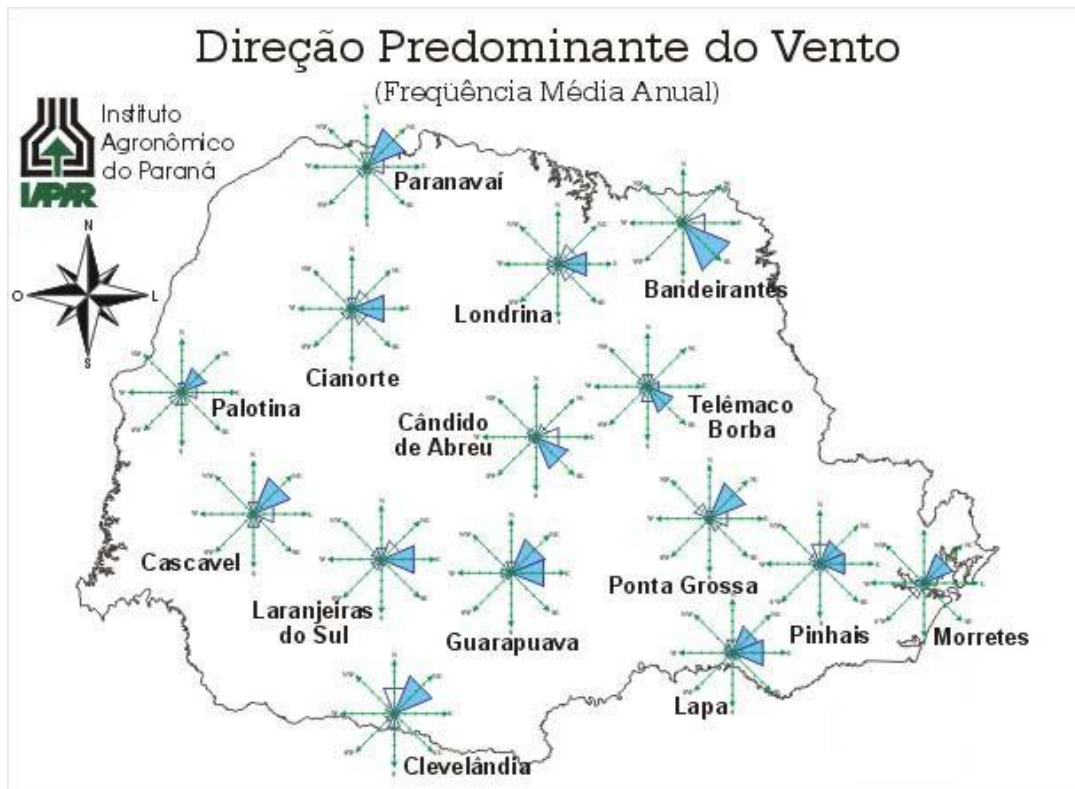 Direção Predominante do Vento
(Freqüência Média Anual)
Instituto
Agronômico
do Paraná
IAPAR
N
O
L
S
Paranavaí
Bandeirantes
Londrina
Cianorte
Palotina
Telêmaco
Borba
Cândido
de Abreu
Cascavel
Laranjeiras
do Sul
Guarapuava
Ponta Grossa
Pinhais
Morretes
Lapa
Clevelândia